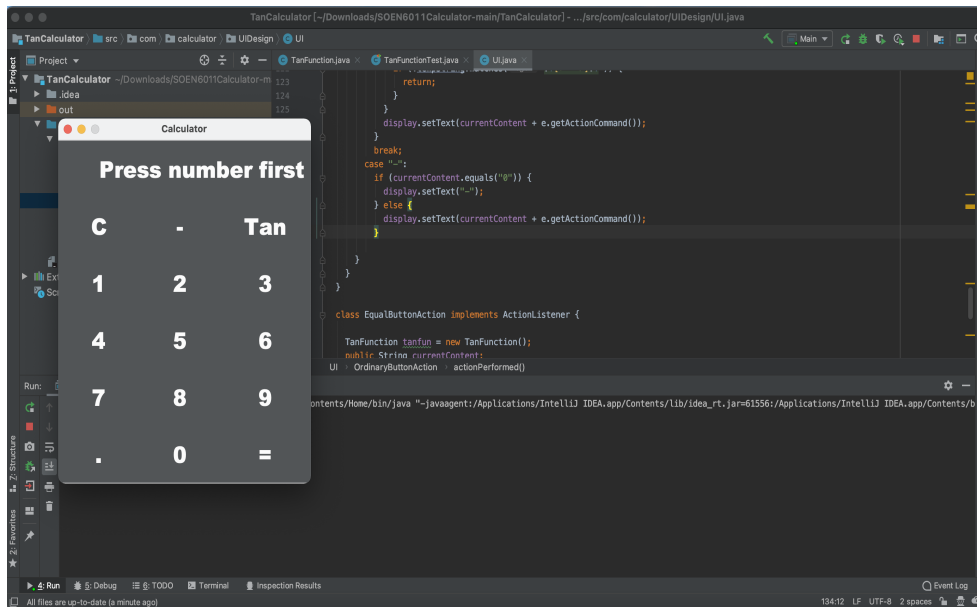 TanCalculator [~/Downloads/SOEN6011Calculator-main/TanCalculator] - .../src/com/calculator/UIDesign/UI.java
TanCalculator src com calculator UIDesign UI
Main
Project
TanFunction.java
TanFunctionTest.java
UI.java
1: Project
TanCalculator ~/Downloads/SOEN6011Calculator-m
.idea
out
Ext
Scr
123 return;
124 }
125 }
display.setText(currentContent + e.getActionCommand());
}
break;
case "-":
if (currentContent.equals("0")) {
display.setText("-");
} else {
display.setText(currentContent + e.getActionCommand());
}
}
}
}
class EqualButtonAction implements ActionListener {
TanFunction tanfun = new TanFunction();
public String currentContent;
UI OrdinaryButtonAction actionPerformed()
Calculator
Press number first
C - Tan
1 2 3
4 5 6
7 8 9
. 0 =
Run:
ontents/Home/bin/java "-javaagent:/Applications/IntelliJ IDEA.app/Contents/lib/idea_rt.jar=61556:/Applications/IntelliJ IDEA.app/Contents/b
Z: Structure
2: Favorites
4: Run 5: Debug 6: TODO Terminal Inspection Results Event Log
All files are up-to-date (a minute ago) 134:12 LF UTF-8 2 spaces